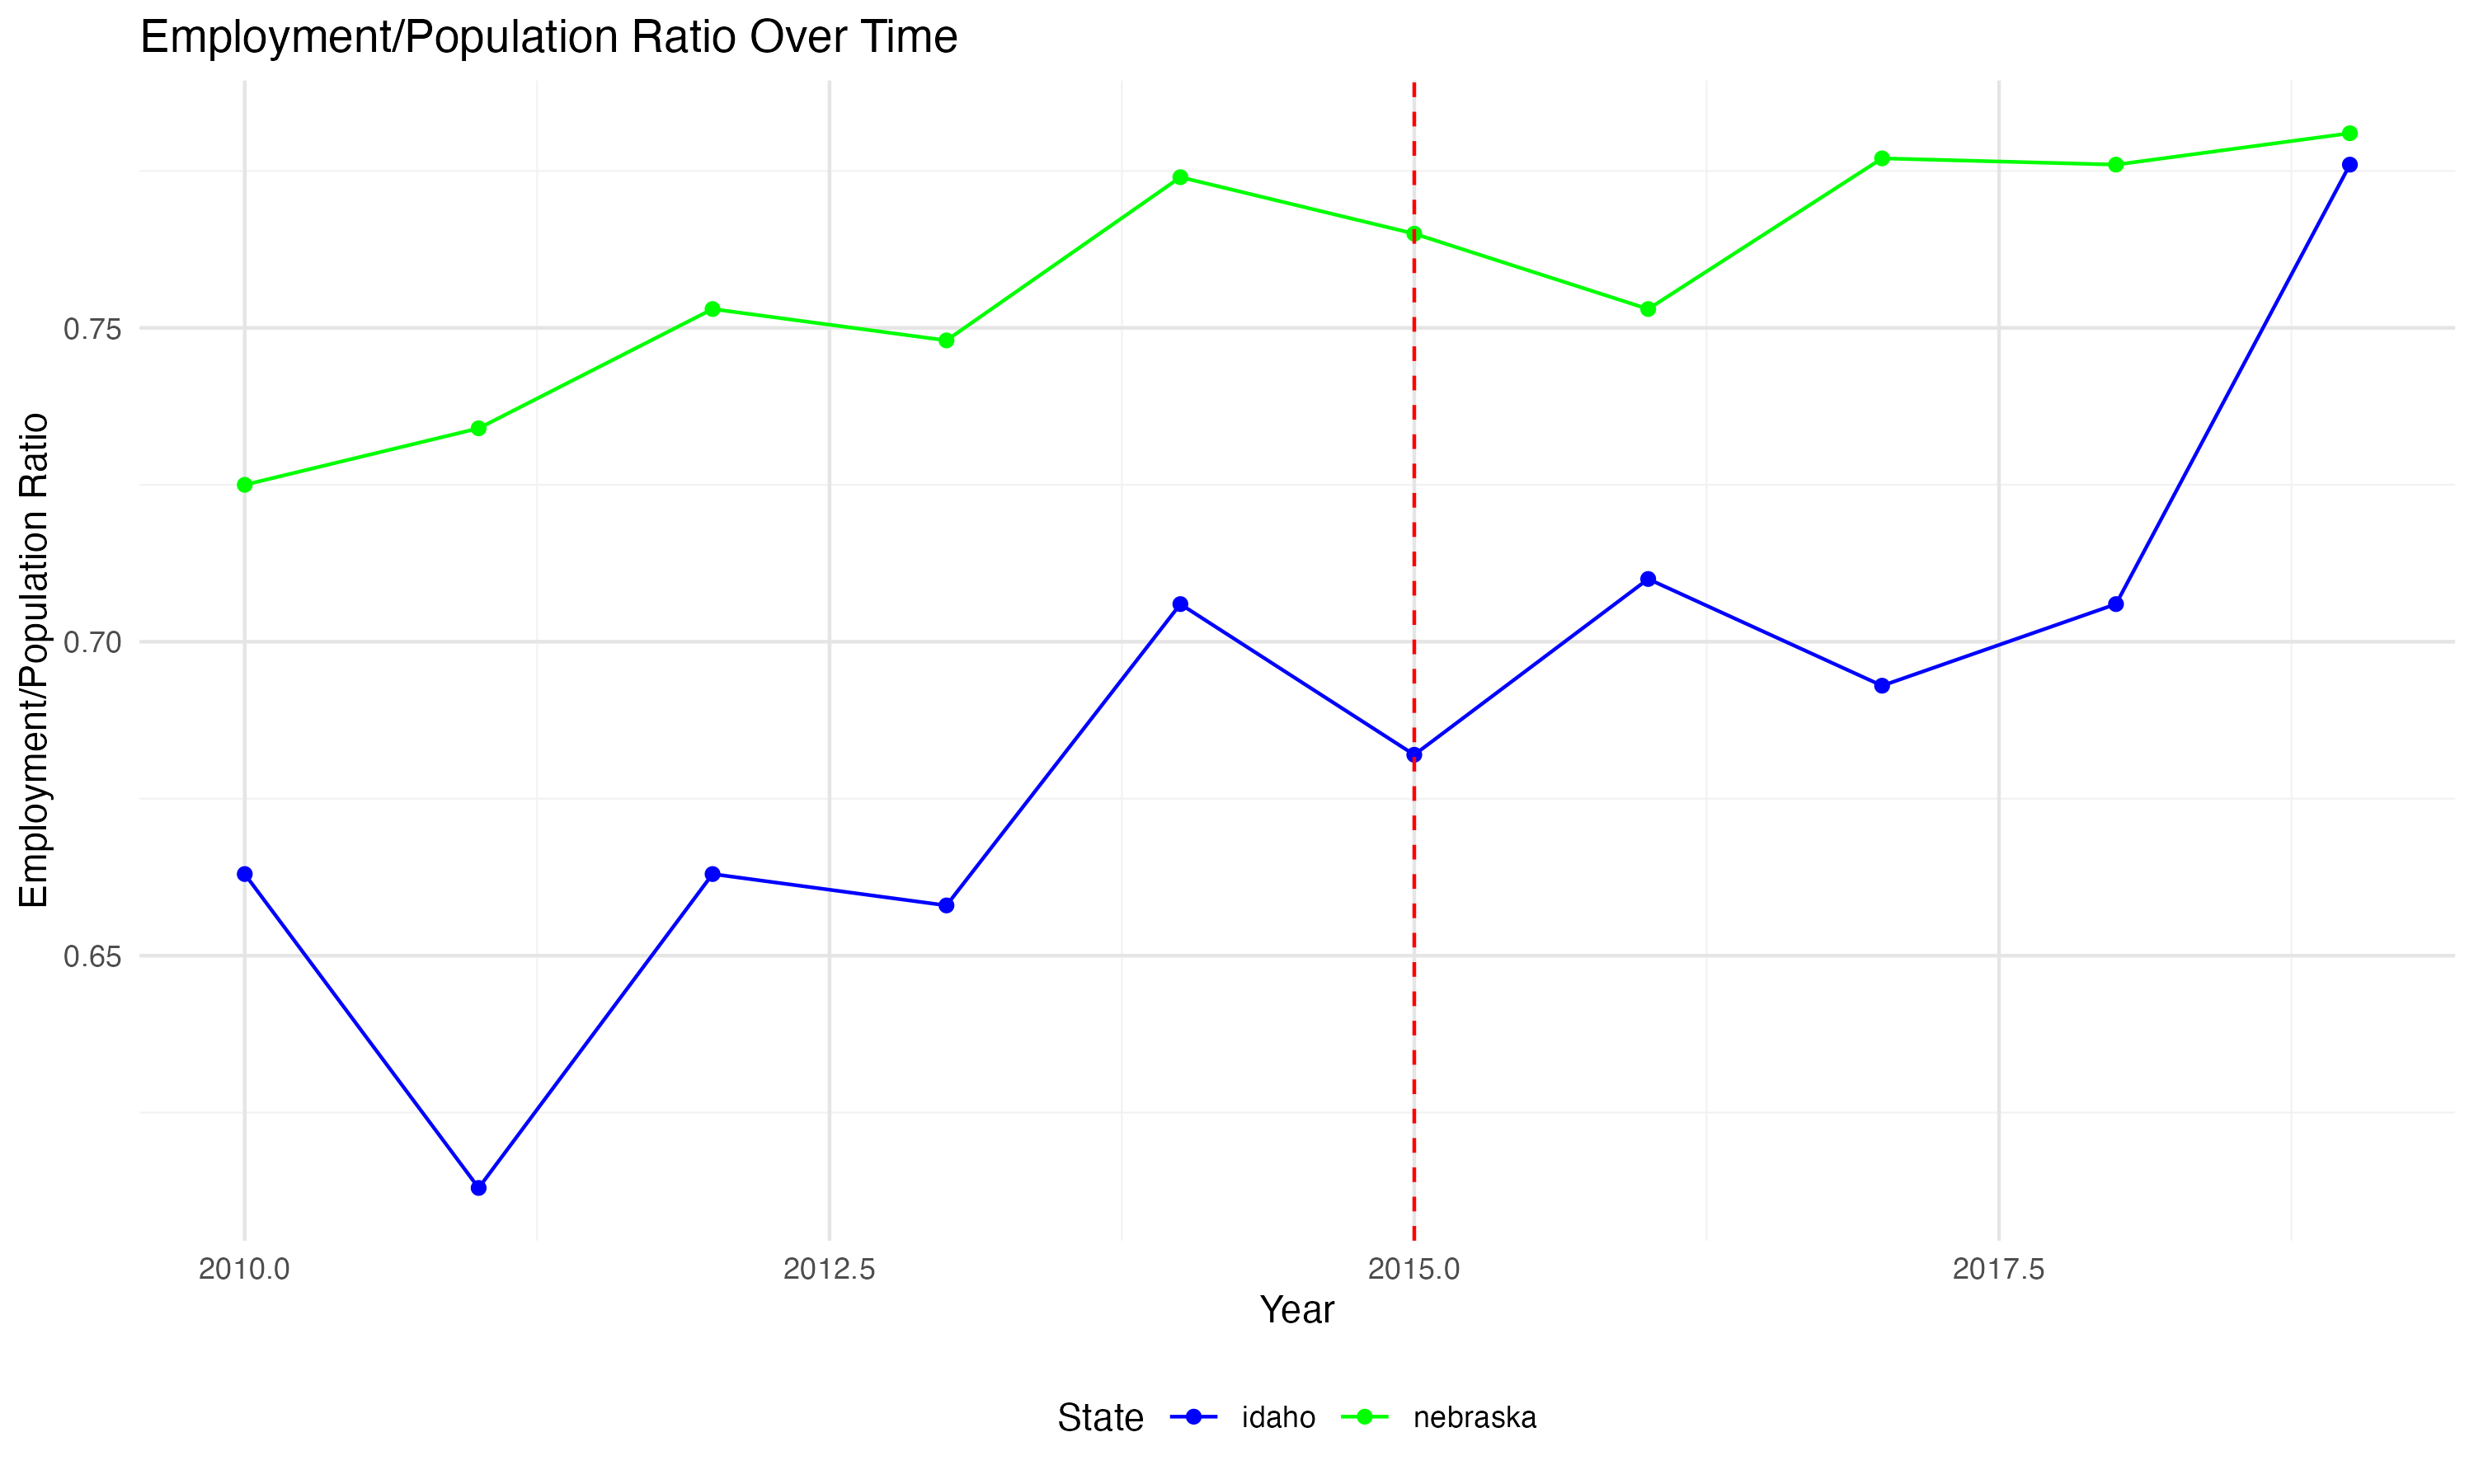 Employment/Population Ratio Over Time
Employment/Population Ratio
0.75
0.70
0.65
2010.0 2012.5 2015.0 2017.5
Year
State idaho nebraska